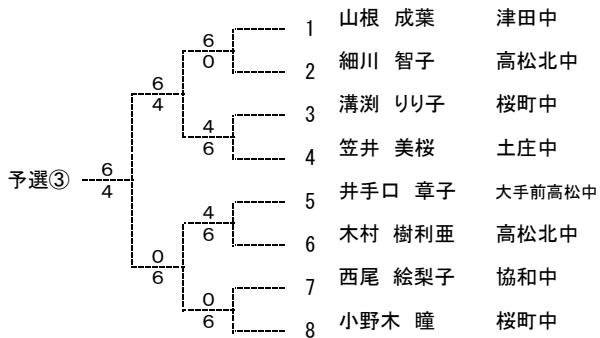 1 山根 成葉 津田中
6
0
2 細川 智子 高松北中
6
4
3 溝渕 りり子 桜町中
4
6
4 笠井 美桜 土庄中
予選③
6
4
5 井手口 章子 大手前高松中
4
6
6 木村 樹利亜 高松北中
0
6
7 西尾 絵梨子 協和中
0
6
8 小野木 瞳 桜町中